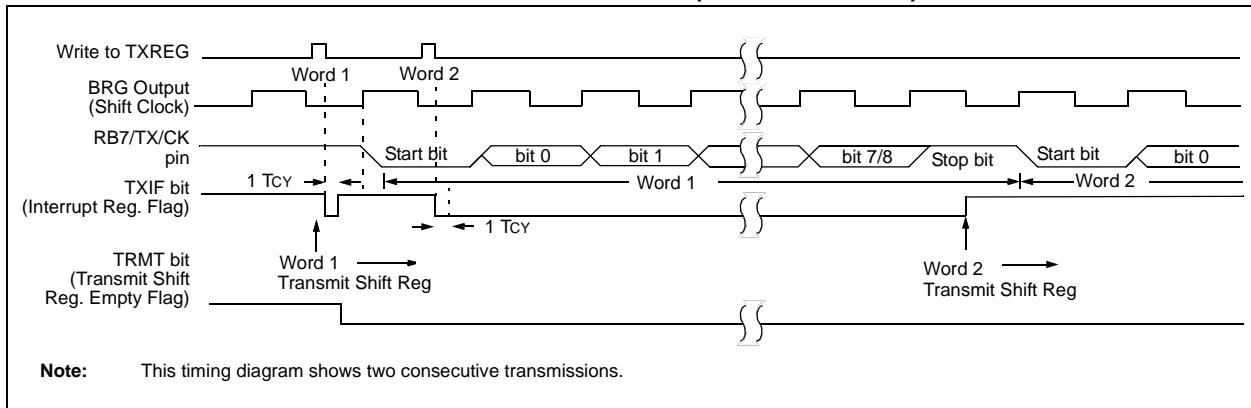 Write to TXREG
Word 1
Word 2
BRG Output
(Shift Clock)
RB7/TX/CK
pin
Start bit
bit 0
bit 1
bit 7/8
Stop bit
Start bit
bit 0
1 TCY
Word 1
Word 2
TXIF bit
(Interrupt Reg. Flag)
1 TCY
TRMT bit
(Transmit Shift
Reg. Empty Flag)
Word 1
Transmit Shift Reg
Word 2
Transmit Shift Reg
Note: This timing diagram shows two consecutive transmissions.